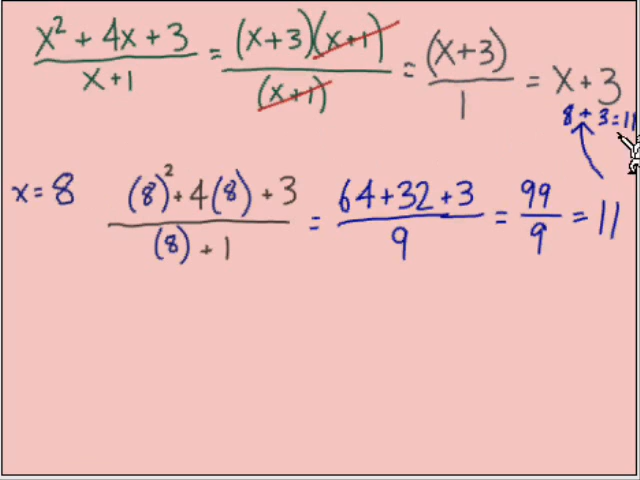 x² + 4x + 3 / x + 1 = (x+3)(x+1) / (x+1) = (x+3) / 1 = x + 3
8 + 3 = 11
x = 8 (8)² + 4(8) + 3 / (8) + 1 = 64 + 32 + 3 / 9 = 99 / 9 = 11